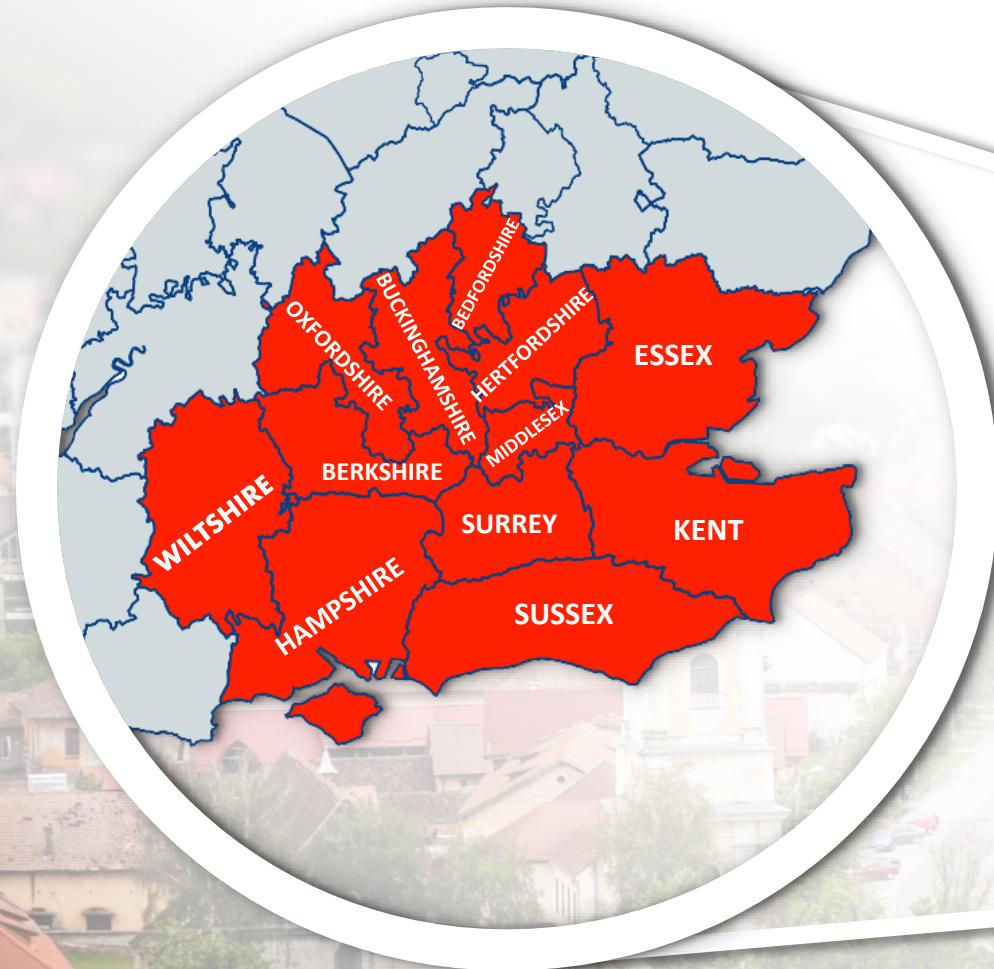 BEDFORDSHIRE
BUCKINGHAMSHIRE
OXFORDSHIRE
HERTFORDSHIRE
ESSEX
MIDDLESEX
BERKSHIRE
WILTSHIRE
SURREY
KENT
HAMPSHIRE
SUSSEX